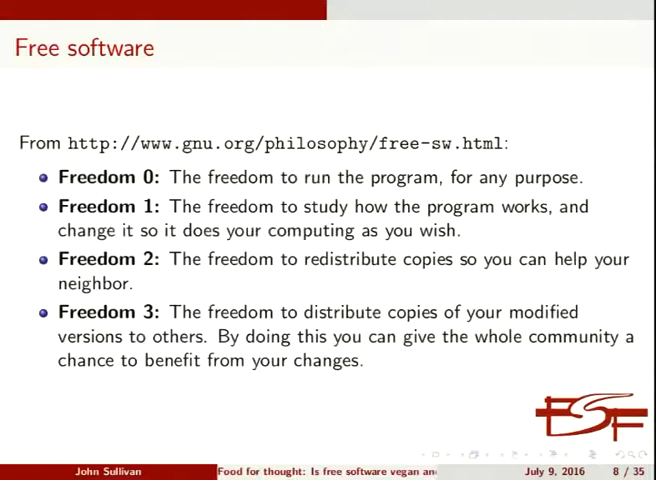 Free software
From http://www.gnu.org/philosophy/free-sw.html:
Freedom 0: The freedom to run the program, for any purpose.
Freedom 1: The freedom to study how the program works, and
change it so it does your computing as you wish.
Freedom 2: The freedom to redistribute copies so you can help your
neighbor.
Freedom 3: The freedom to distribute copies of your modified
versions to others. By doing this you can give the whole community a
chance to benefit from your changes.
FSF
John Sullivan
Food for thought: Is free software vegan an
July 9, 2016
8 / 35